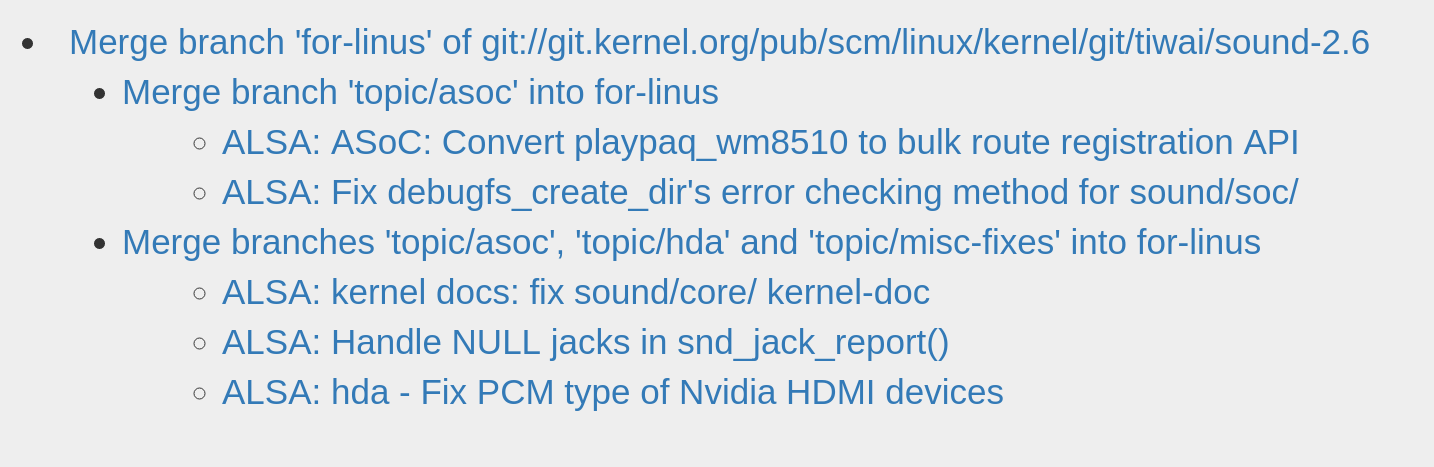 Merge branch 'for-linus' of git://git.kernel.org/pub/scm/linux/kernel/git/tiwai/sound-2.6
Merge branch 'topic/asoc' into for-linus
ALSA: ASoC: Convert playpaq_wm8510 to bulk route registration API
ALSA: Fix debugfs_create_dir's error checking method for sound/soc/
Merge branches 'topic/asoc', 'topic/hda' and 'topic/misc-fixes' into for-linus
ALSA: kernel docs: fix sound/core/ kernel-doc
ALSA: Handle NULL jacks in snd_jack_report()
ALSA: hda - Fix PCM type of Nvidia HDMI devices